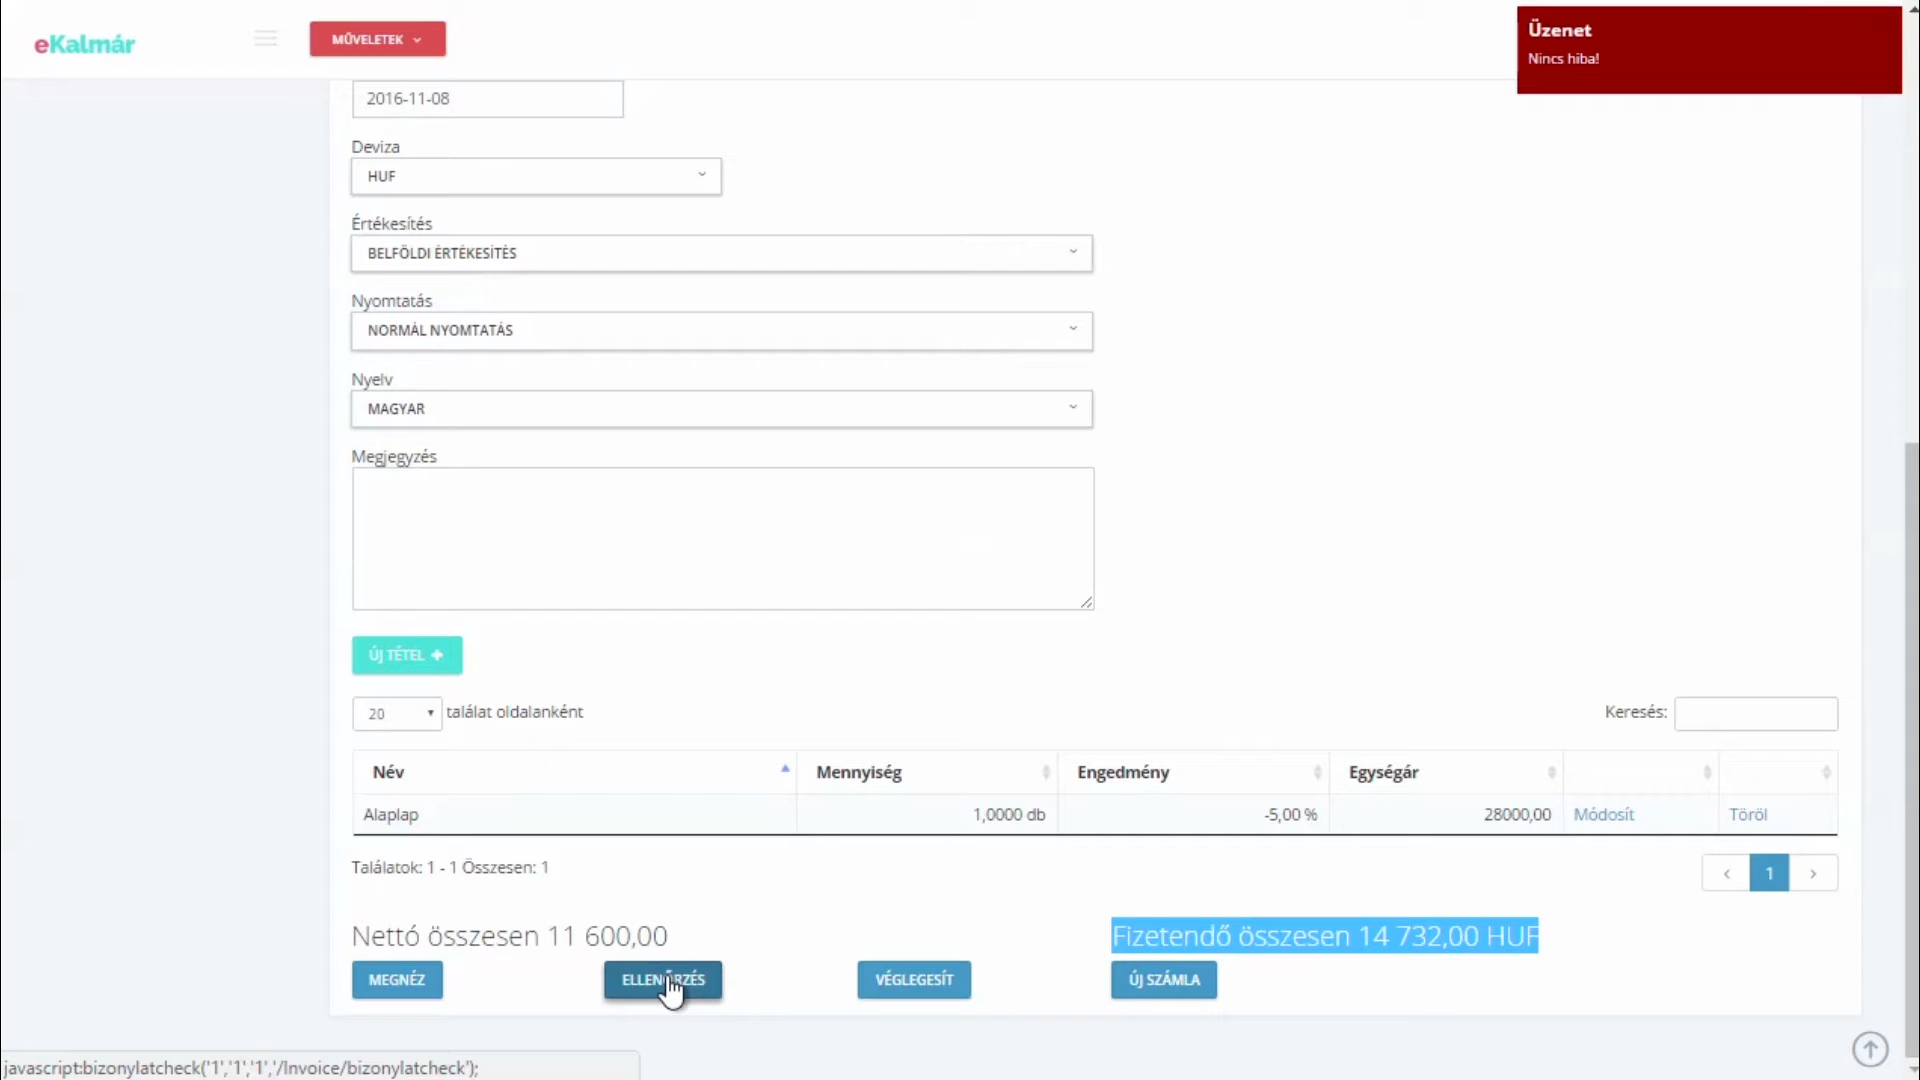 eKalmár
MŰVELETEK
Üzenet
Nincs hiba!
2016-11-08
Deviza
HUF
Értékesítés
BELFÖLDI ÉRTÉKESÍTÉS
Nyomtatás
NORMÁL NYOMTATÁS
Nyelv
MAGYAR
Megjegyzés
ÚJ TÉTEL +
20 találat oldalanként
Keresés:
Név Mennyiség Engedmény Egységár
Alaplap 1,0000 db -5,00 % 28000,00 Módosít Töröl
Találatok: 1 - 1 Összesen: 1
‹ 1 ›
Nettó összesen 11 600,00
Fizetendő összesen 14 732,00 HUF
MEGNÉZ ELLENŐRZÉS VÉGLEGESÍT ÚJ SZÁMLA
javascript:bizonylatcheck('1','1','1','/Invoice/bizonylatcheck');